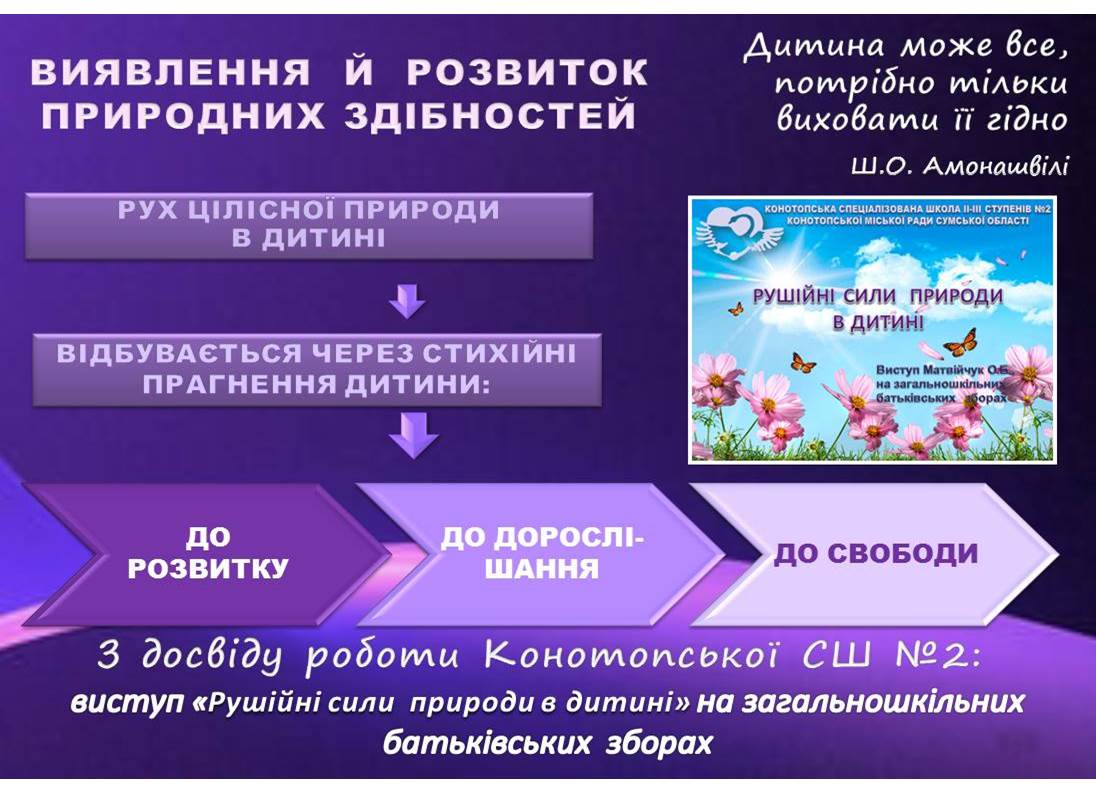 ВИЯВЛЕННЯ Й РОЗВИТОК
ПРИРОДНИХ ЗДІБНОСТЕЙ
Дитина може все,
потрібно тільки
виховати її гідно
Ш.О. Амонашвілі
РУХ ЦІЛІСНОЇ ПРИРОДИ
В ДИТИНІ
ВІДБУВАЄТЬСЯ ЧЕРЕЗ СТИХІЙНІ
ПРАГНЕННЯ ДИТИНИ:
КОНОТОПСЬКА СПЕЦІАЛІЗОВАНА ШКОЛА ІІ-ІІІ СТУПЕНІВ №2
КОНОТОПСЬКОЇ МІСЬКОЇ РАДИ СУМСЬКОЇ ОБЛАСТІ
РУШІЙНІ СИЛИ ПРИРОДИ
В ДИТИНІ
Виступ Матвійчук О.Є.
на загальношкільних
батьківських зборах
ДО
РОЗВИТКУ
ДО ДОРОСЛІ-
ШАННЯ
ДО СВОБОДИ
З досвіду роботи Конотопської СШ №2:
виступ «Рушійні сили природи в дитині» на загальношкільних
батьківських зборах